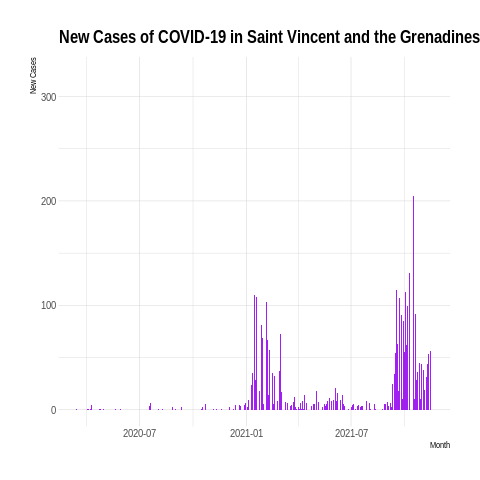 New Cases of COVID-19 in Saint Vincent and the Grenadines
New Cases
300
200
100
0
2020-07 2021-01 2021-07
Month